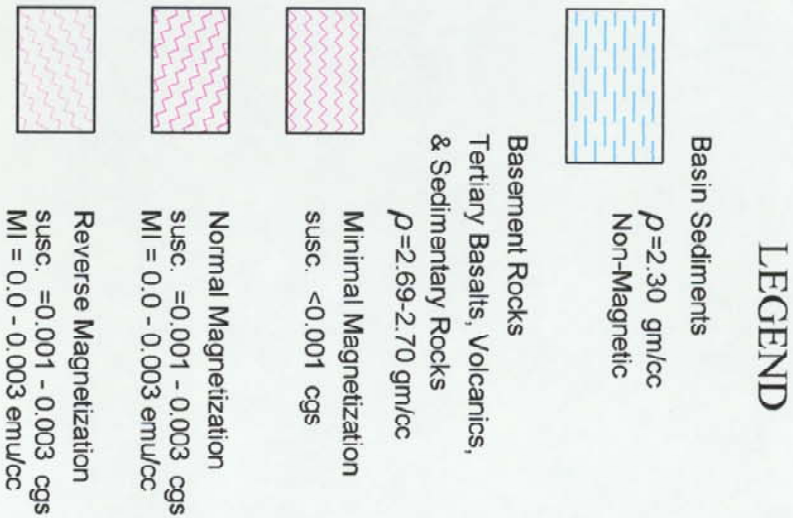 LEGEND
Basin Sediments
ρ=2.30 gm/cc
Non-Magnetic
Basement Rocks
Tertiary Basalts, Volcanics,
& Sedimentary Rocks
ρ=2.69-2.70 gm/cc
Minimal Magnetization
susc. <0.001 cgs
Normal Magnetization
susc. =0.001 - 0.003 cgs
MI = 0.0 - 0.003 emu/cc
Reverse Magnetization
susc. =0.001 - 0.003 cgs
MI = 0.0 - 0.003 emu/cc